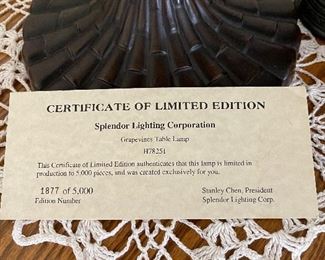 CERTIFICATE OF LIMITED EDITION
Splendor Lighting Corporation
Grapevines Table Lamp
H78251
This Certificate of Limited Edition authenticates that this lamp is limited in
production to 5,000 pieces, and was created exclusively for you.
1877 of 5,000 Stanley Chen, President
Edition Number Splendor Lighting Corp.